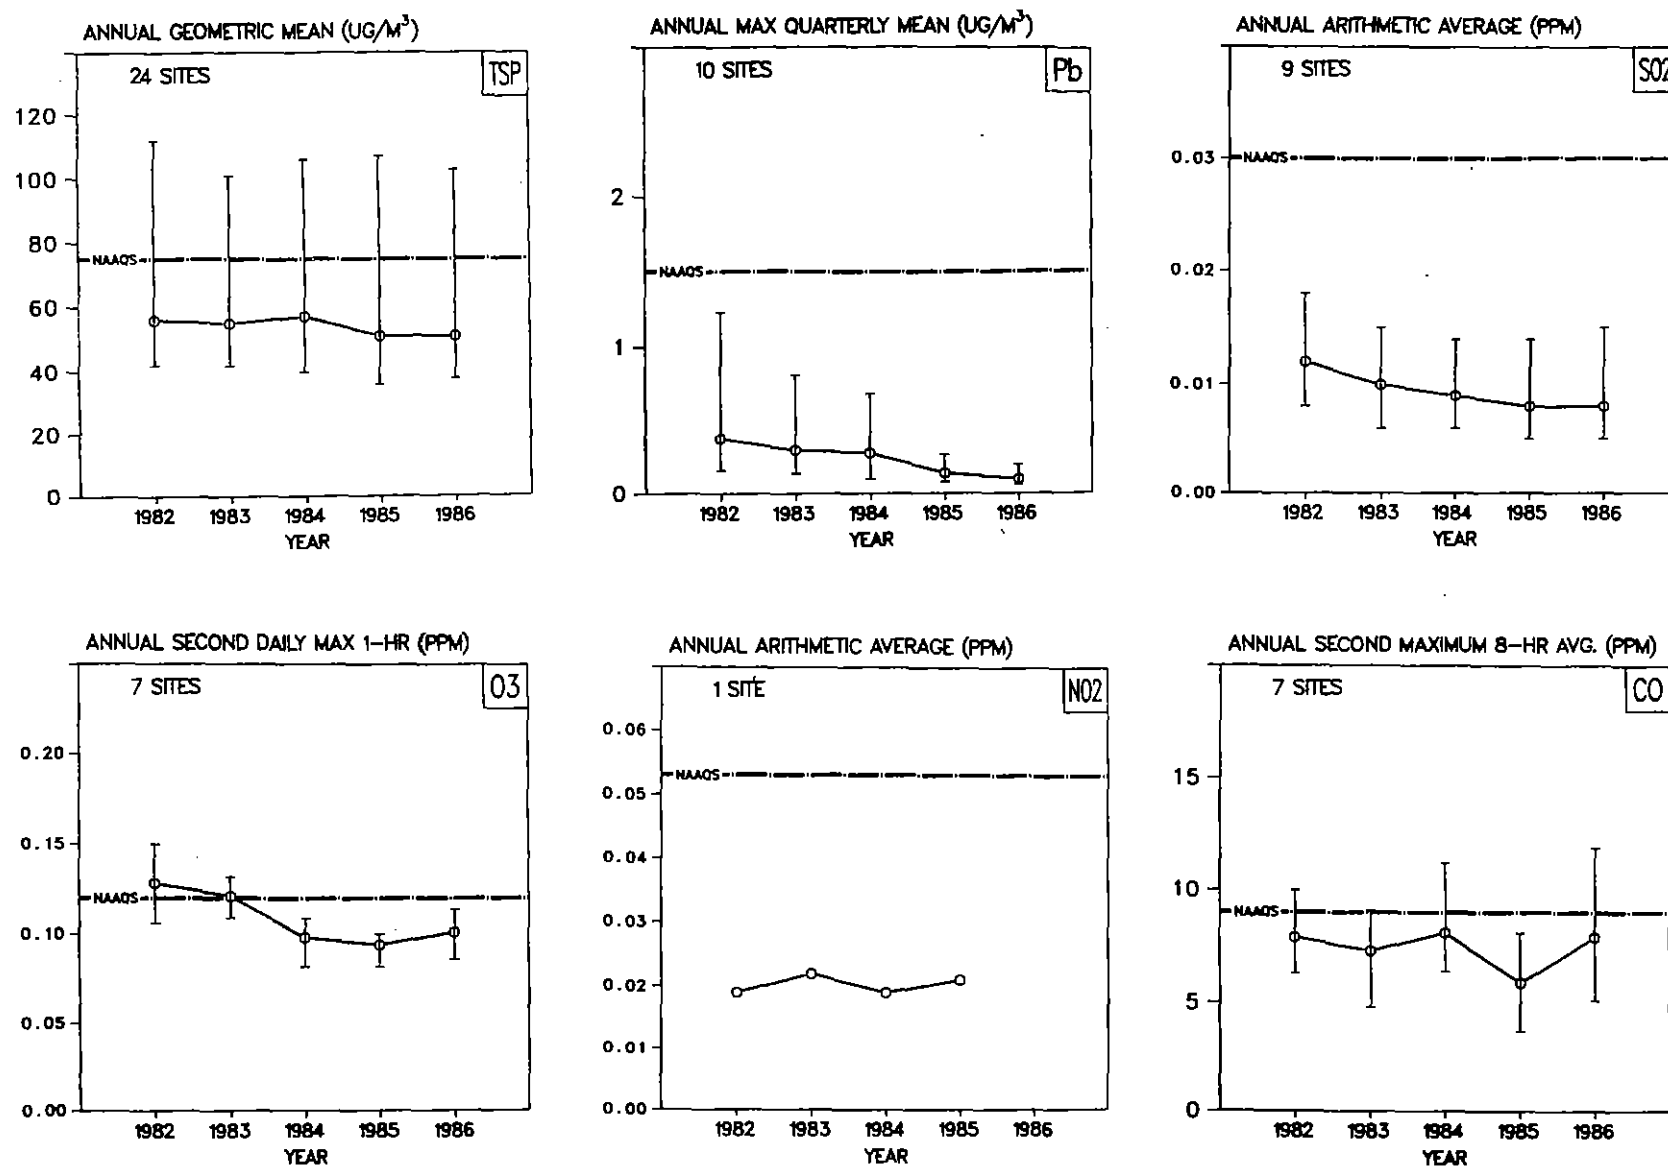 ANNUAL GEOMETRIC MEAN (UG/M³)
24 SITES
TSP
120
100
80
60
40
20
0
NAAQS
1982 1983 1984 1985 1986
YEAR
ANNUAL MAX QUARTERLY MEAN (UG/M³)
10 SITES
Pb
2
1
0
NAAQS
1982 1983 1984 1985 1986
YEAR
ANNUAL ARITHMETIC AVERAGE (PPM)
9 SITES
SO2
0.03
0.02
0.01
0.00
NAAQS
1982 1983 1984 1985 1986
YEAR
ANNUAL SECOND DAILY MAX 1-HR (PPM)
7 SITES
O3
0.20
0.15
0.10
0.05
0.00
NAAQS
1982 1983 1984 1985 1986
YEAR
ANNUAL ARITHMETIC AVERAGE (PPM)
1 SITE
NO2
0.06
0.05
0.04
0.03
0.02
0.01
0.00
NAAQS
1982 1983 1984 1985 1986
YEAR
ANNUAL SECOND MAXIMUM 8-HR AVG. (PPM)
7 SITES
CO
15
10
5
0
NAAQS
1982 1983 1984 1985 1986
YEAR